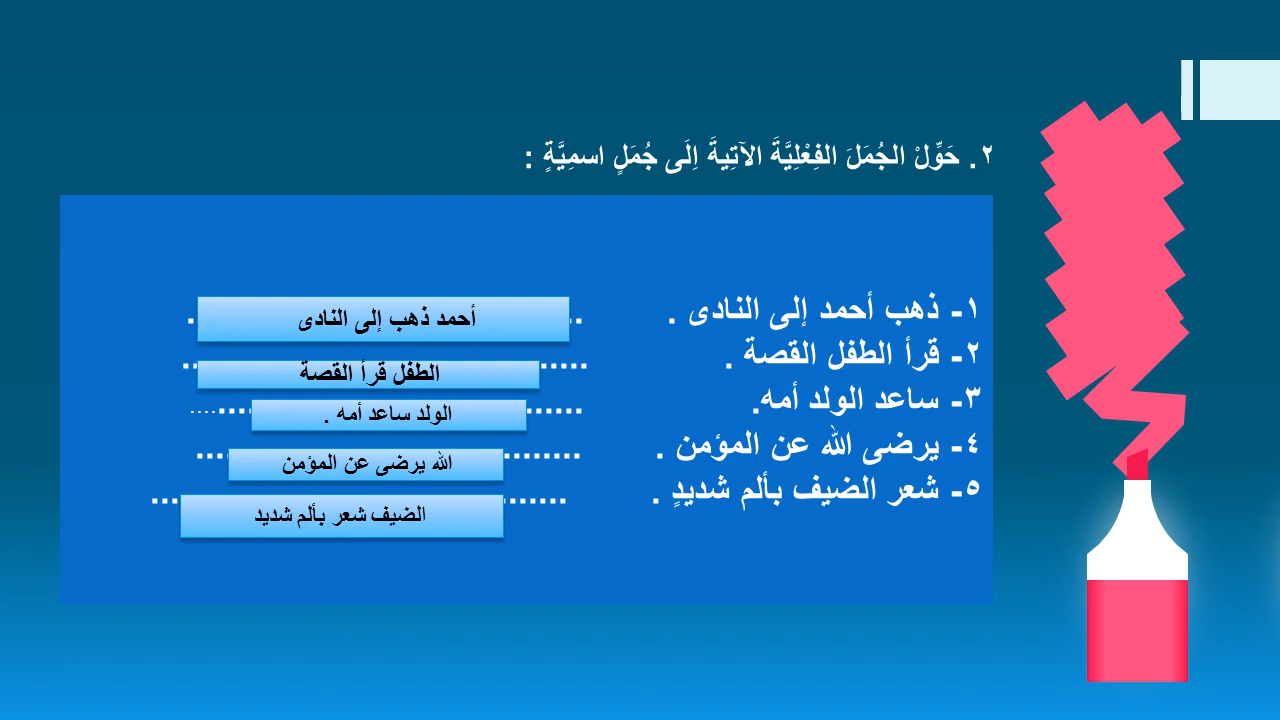 ٢. حَوِّلْ الجُمَلَ الفِعْلِيَّةَ الآتِيةَ اِلَى جُمَلٍ اسمِيَّةٍ :
١- ذهب أحمد إلى النادى . أحمد ذهب إلى النادى
٢- قرأ الطفل القصة . الطفل قرأ القصة
٣- ساعد الولد أمه. الولد ساعد أمه .
٤- يرضى الله عن المؤمن . الله يرضى عن المؤمن
٥- شعر الضيف بألم شديدٍ . الضيف شعر بألم شديد